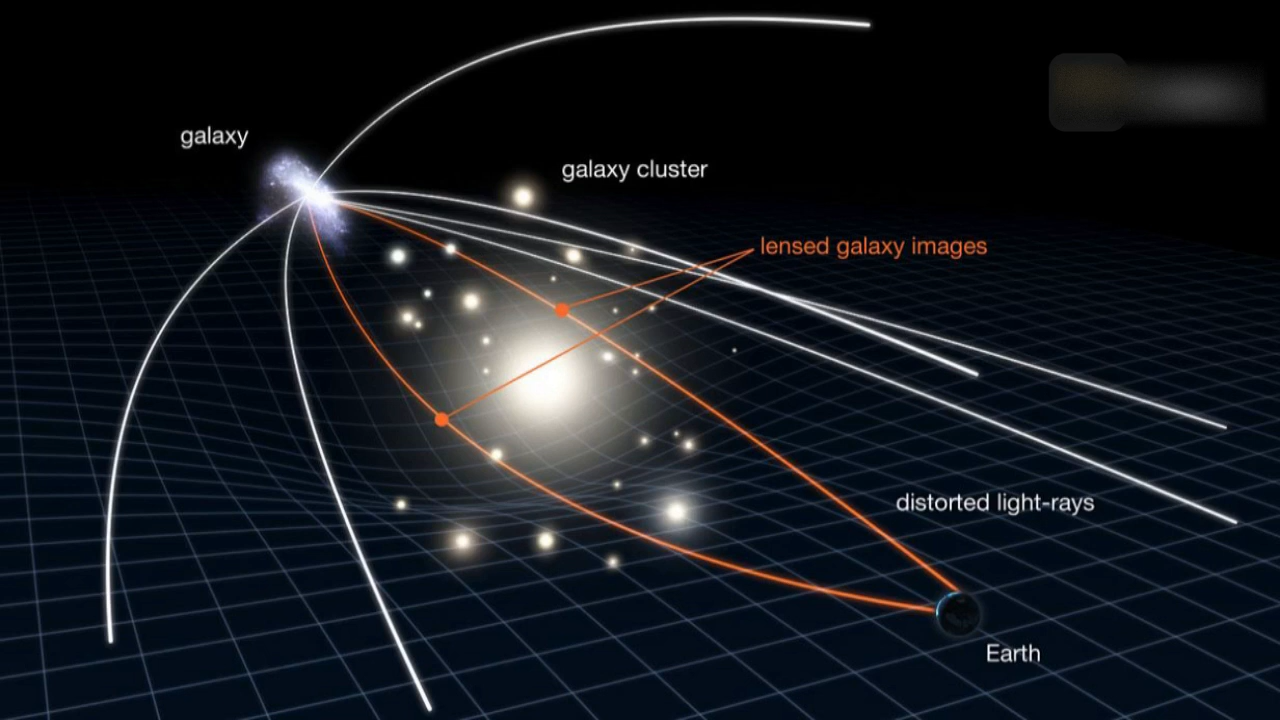 galaxy
galaxy cluster
lensed galaxy images
distorted light-rays
Earth